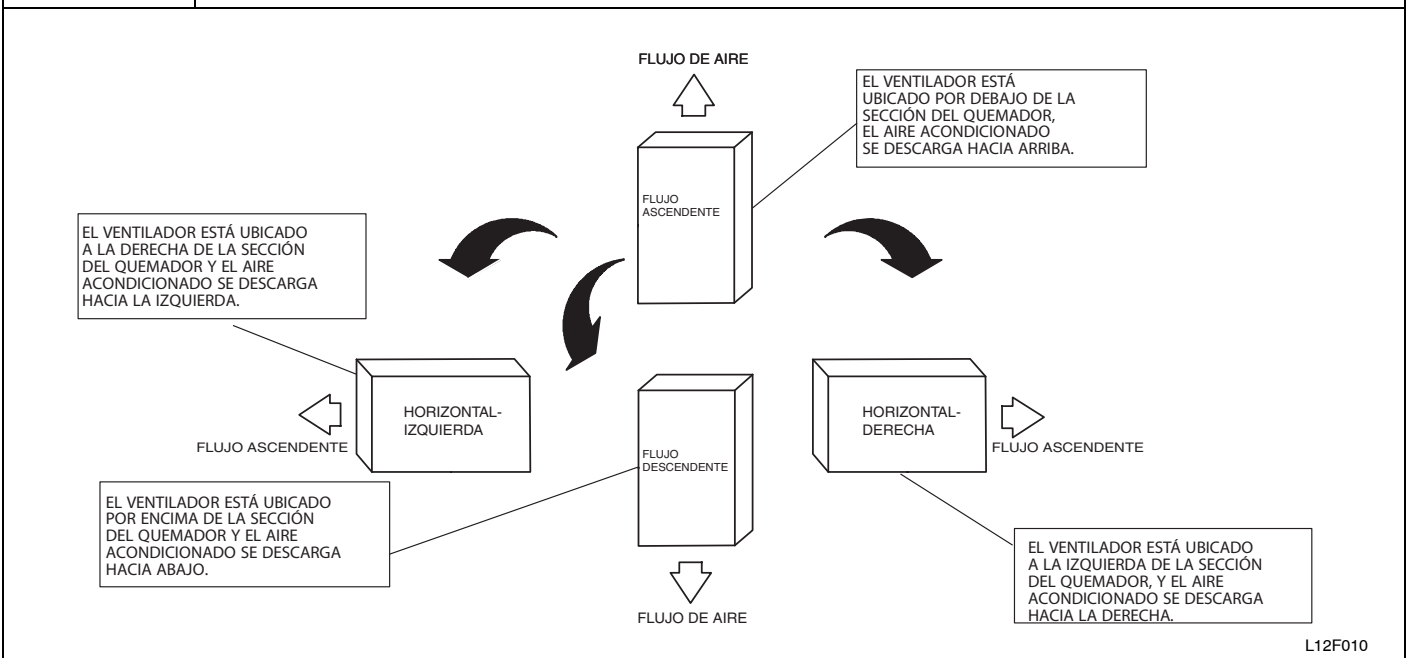 FLUJO DE AIRE
EL VENTILADOR ESTÁ
UBICADO POR DEBAJO DE LA
SECCIÓN DEL QUEMADOR,
EL AIRE ACONDICIONADO
SE DESCARGA HACIA ARRIBA.
FLUJO
ASCENDENTE
EL VENTILADOR ESTÁ UBICADO
A LA DERECHA DE LA SECCIÓN
DEL QUEMADOR Y EL AIRE
ACONDICIONADO SE DESCARGA
HACIA LA IZQUIERDA.
HORIZONTAL-
IZQUIERDA
FLUJO ASCENDENTE
FLUJO
DESCENDENTE
HORIZONTAL-
DERECHA
FLUJO ASCENDENTE
EL VENTILADOR ESTÁ UBICADO
POR ENCIMA DE LA SECCIÓN
DEL QUEMADOR Y EL AIRE
ACONDICIONADO SE DESCARGA
HACIA ABAJO.
EL VENTILADOR ESTÁ UBICADO
A LA IZQUIERDA DE LA SECCIÓN
DEL QUEMADOR, Y EL AIRE
ACONDICIONADO SE DESCARGA
HACIA LA DERECHA.
FLUJO DE AIRE
L12F010